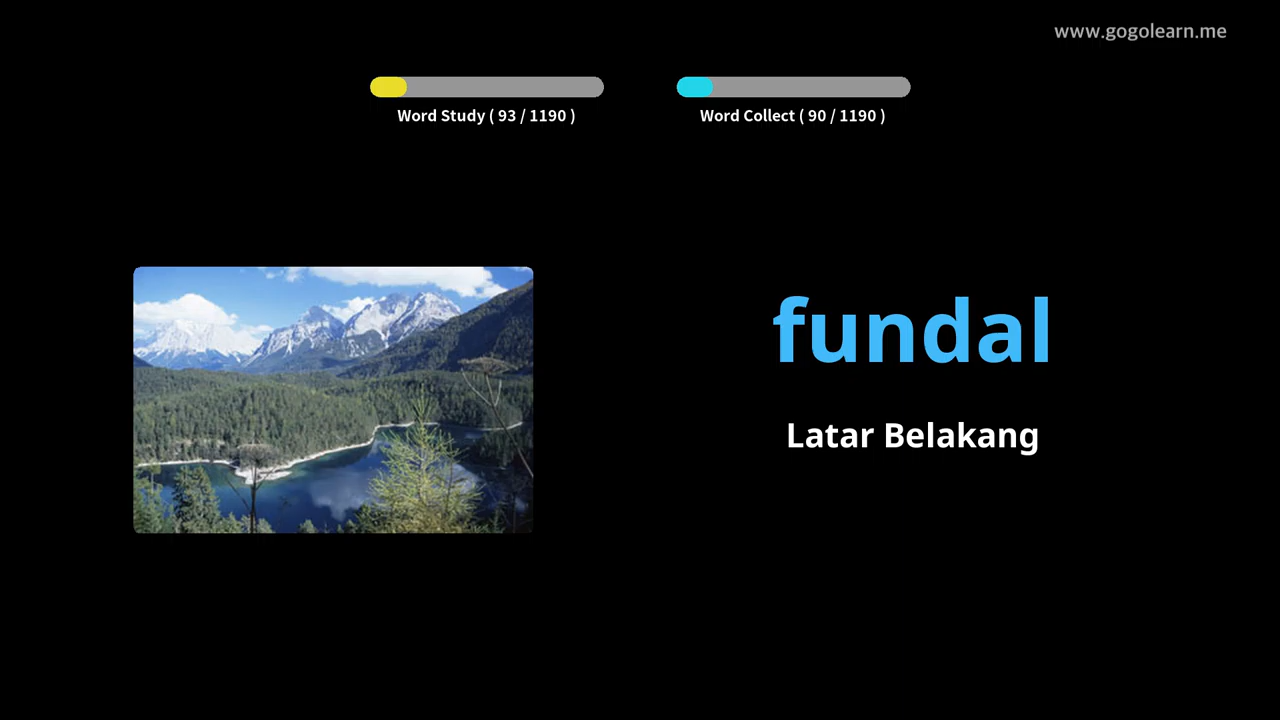 www.gogolearn.me
Word Study ( 93 / 1190 )
Word Collect ( 90 / 1190 )
fundal
Latar Belakang